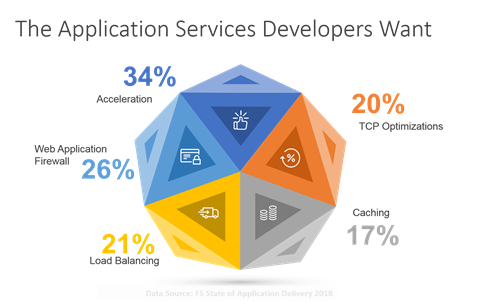 The Application Services Developers Want
34%
Acceleration
20%
TCP Optimizations
Web Application
Firewall
26%
%
Caching
17%
21%
Load Balancing
Data Source: F5 State of Application Delivery 2018